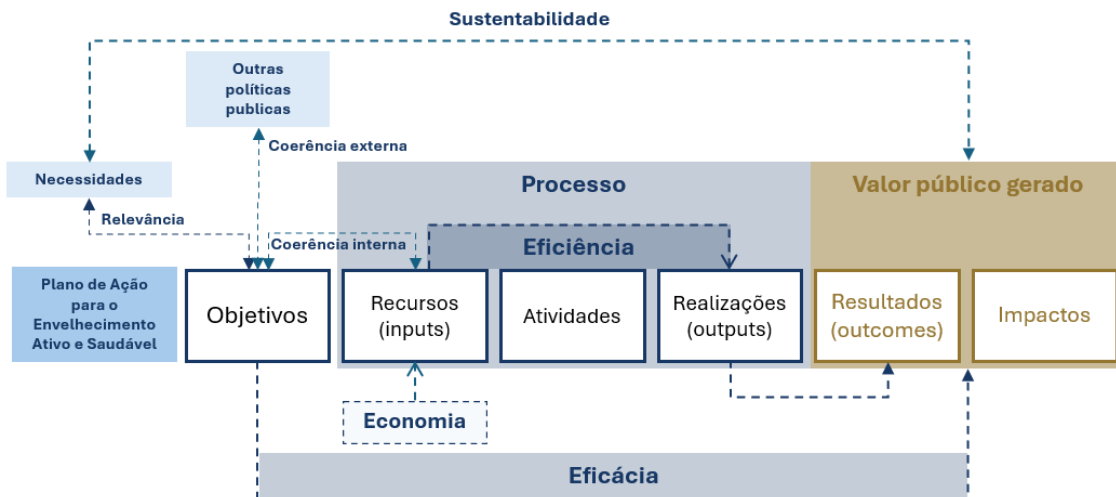 Sustentabilidade
Outras
políticas
publicas
Coerência externa
Necessidades
Relevância
Processo
Valor público gerado
Coerência interna
Eficiência
Plano de Ação
para o
Envelhecimento
Ativo e Saudável
Objetivos
Recursos
(inputs)
Atividades
Realizações
(outputs)
Resultados
(outcomes)
Impactos
Economia
Eficácia